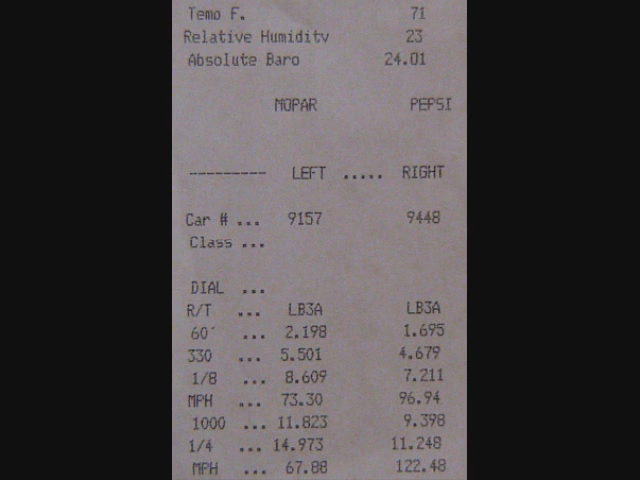 Temp F. 71
Relative Humidity 23
Absolute Baro 24.01
MOPAR PEPSI
--------- LEFT ..... RIGHT
Car # ... 9157 9448
Class ...
DIAL ...
R/T ... LB3A LB3A
60' ... 2.198 1.695
330 ... 5.501 4.679
1/8 ... 8.609 7.211
MPH ... 73.30 96.94
1000 ... 11.823 9.398
1/4 ... 14.973 11.248
MPH ... 67.88 122.48